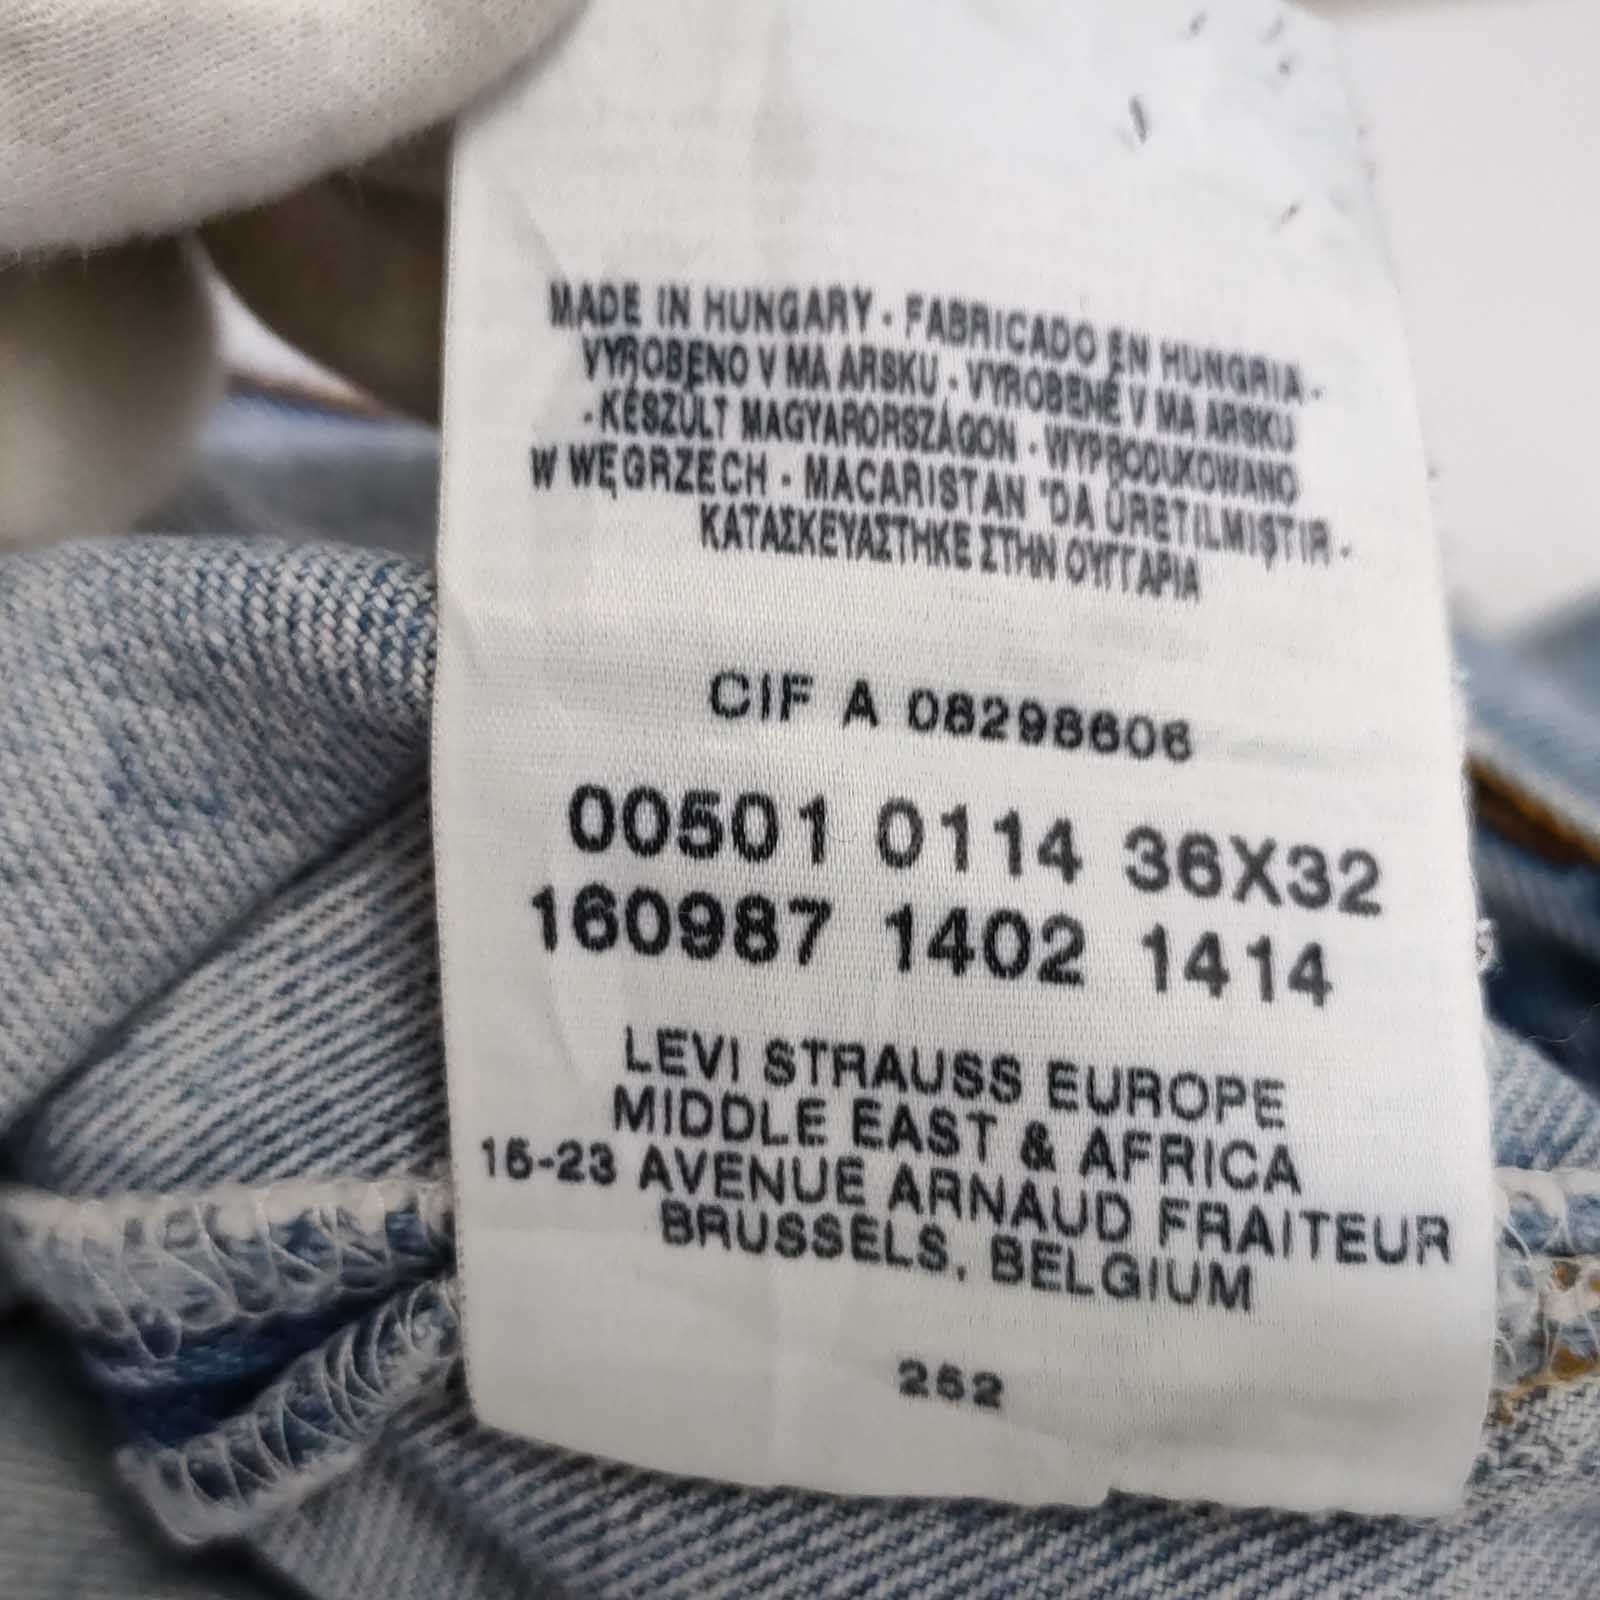 MADE IN HUNGARY - FABRICADO EN HUNGRIA -
VYROBENO V MA ARSKU - VYROBENÉ V MA ARSKU
- KÉSZÜLT MAGYARORSZÁGON - WYPRODUKOWANO
W WĘGRZECH - MACARISTAN 'DA ÜRETILMIŞTIR -
ΚΑΤΑΣΚΕΥΑΣΤΗΚΕ ΣΤΗΝ ΟΥΓΓΑΡΙΑ
CIF A 08298606
00501 0114 36X32
160987 1402 1414
LEVI STRAUSS EUROPE
MIDDLE EAST & AFRICA
15-23 AVENUE ARNAUD FRAITEUR
BRUSSELS, BELGIUM
262